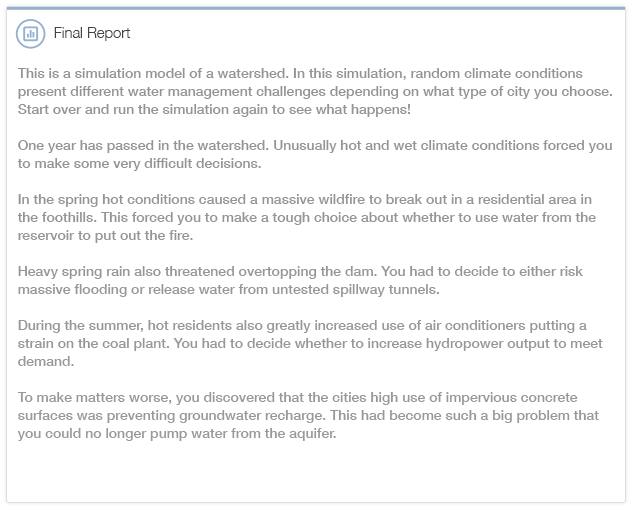 Final Report
This is a simulation model of a watershed. In this simulation, random climate conditions
present different water management challenges depending on what type of city you choose.
Start over and run the simulation again to see what happens!
One year has passed in the watershed. Unusually hot and wet climate conditions forced you
to make some very difficult decisions.
In the spring hot conditions caused a massive wildfire to break out in a residential area in
the foothills. This forced you to make a tough choice about whether to use water from the
reservoir to put out the fire.
Heavy spring rain also threatened overtopping the dam. You had to decide to either risk
massive flooding or release water from untested spillway tunnels.
During the summer, hot residents also greatly increased use of air conditioners putting a
strain on the coal plant. You had to decide whether to increase hydropower output to meet
demand.
To make matters worse, you discovered that the cities high use of impervious concrete
surfaces was preventing groundwater recharge. This had become such a big problem that
you could no longer pump water from the aquifer.